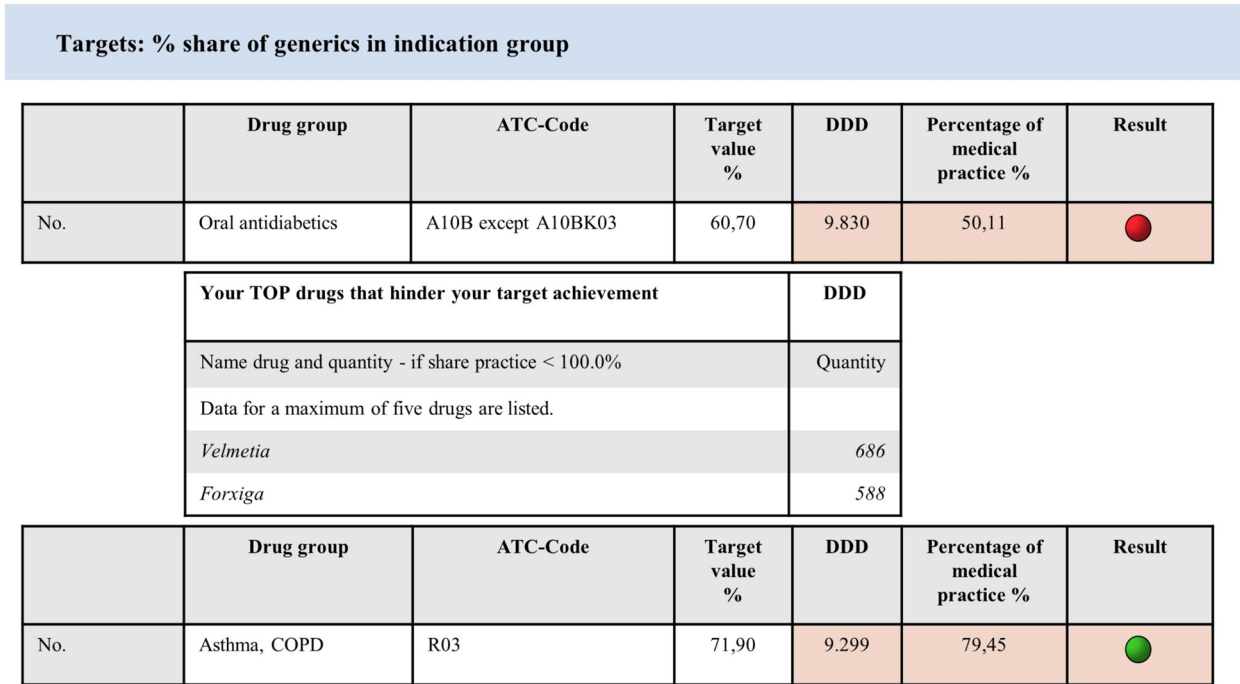 Targets: % share of generics in indication group
Drug group ATC-Code Target value % DDD Percentage of medical practice % Result
No. Oral antidiabetics A10B except A10BK03 60,70 9.830 50,11
Your TOP drugs that hinder your target achievement DDD
Name drug and quantity - if share practice < 100.0% Quantity
Data for a maximum of five drugs are listed.
Velmetia 686
Forxiga 588
Drug group ATC-Code Target value % DDD Percentage of medical practice % Result
No. Asthma, COPD R03 71,90 9.299 79,45